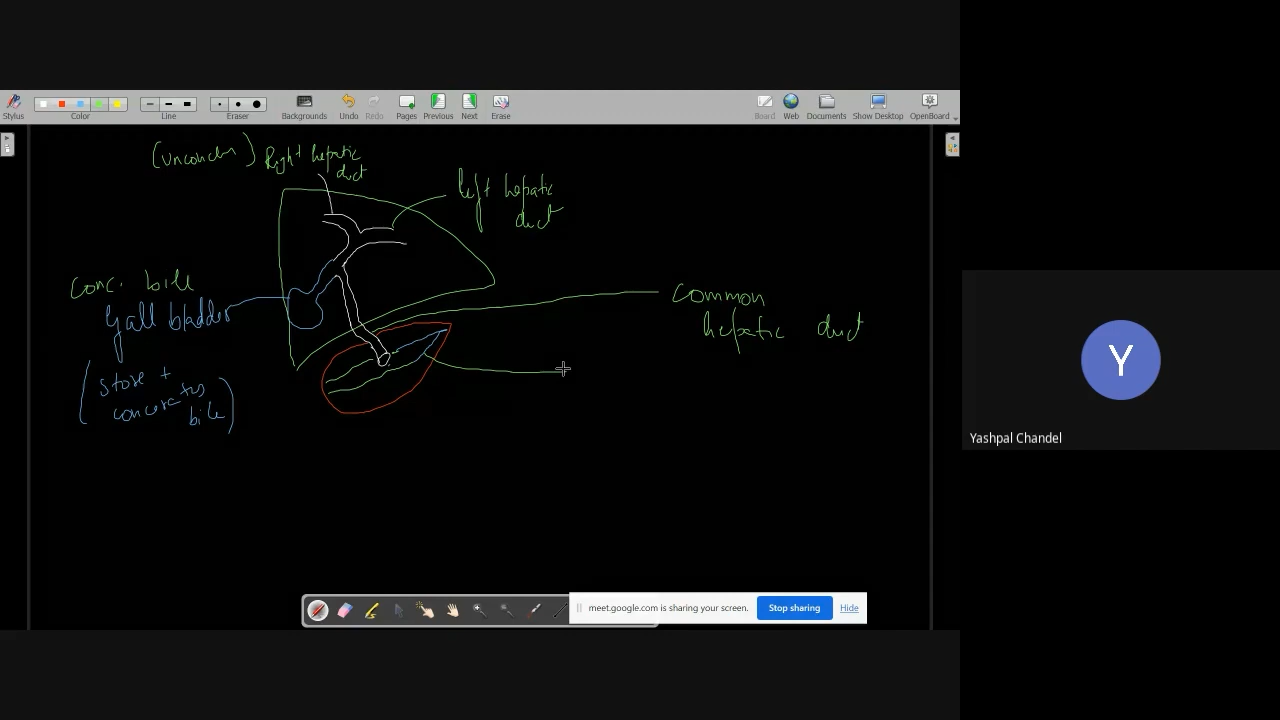 Stylus
Color
Line
Eraser
Backgrounds
Undo
Redo
Pages
Previous
Next
Erase
Board
Web
Documents
Show Desktop
OpenBoard
Right hepatic
duct
left hepatic
duct
conc. bile
gall bladder
store +
bile
common
hepatic duct
Y
Yashpal Chandel
meet.google.com is sharing your screen.
Stop sharing
Hide